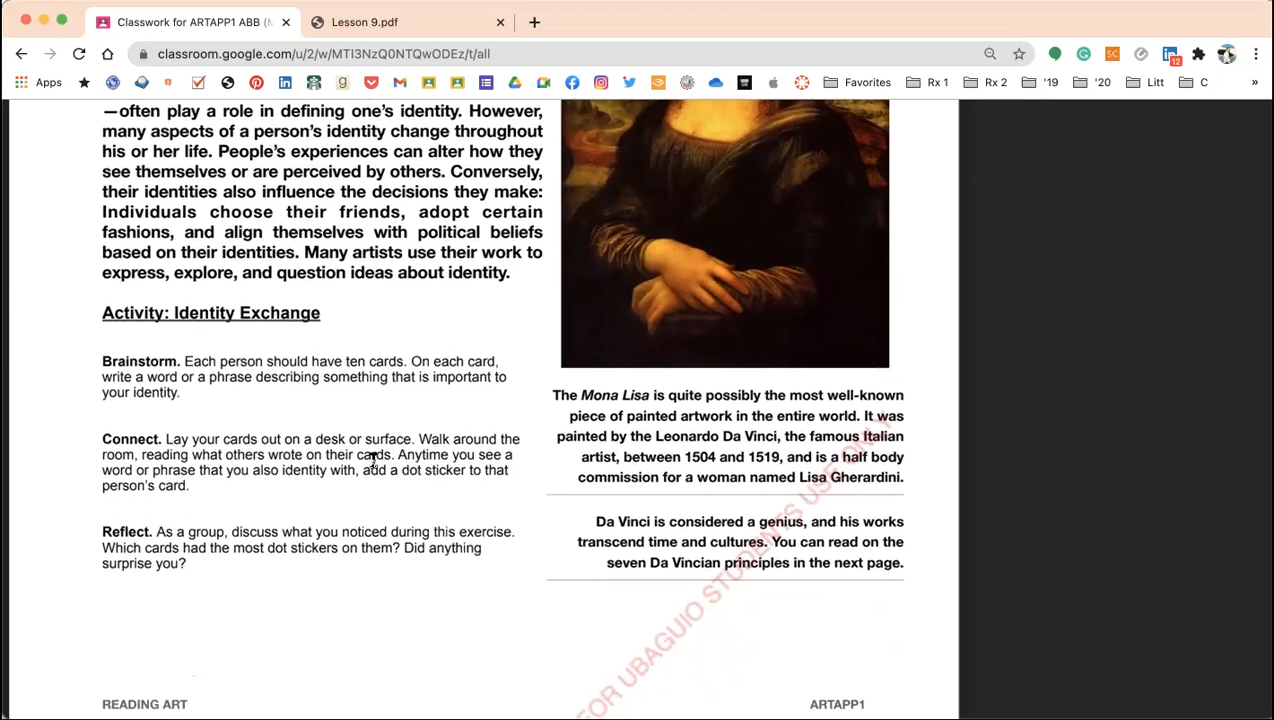 Classwork for ARTAPP1 ABB (M
Lesson 9.pdf
classroom.google.com/u/2/w/MTI3NzQ0NTQwODEz/t/all
12
Apps
SC
Favorites
Rx 1
Rx 2
'19
'20
Litt
C
»
—often play a role in defining one's identity. However,
many aspects of a person's identity change throughout
his or her life. People's experiences can alter how they
see themselves or are perceived by others. Conversely,
their identities also influence the decisions they make:
Individuals choose their friends, adopt certain
fashions, and align themselves with political beliefs
based on their identities. Many artists use their work to
express, explore, and question ideas about identity.
Activity: Identity Exchange
Brainstorm. Each person should have ten cards. On each card,
write a word or a phrase describing something that is important to
your identity.
Connect. Lay your cards out on a desk or surface. Walk around the
room, reading what others wrote on their cards. Anytime you see a
word or phrase that you also identity with, add a dot sticker to that
person's card.
Reflect. As a group, discuss what you noticed during this exercise.
Which cards had the most dot stickers on them? Did anything
surprise you?
The Mona Lisa is quite possibly the most well-known
piece of painted artwork in the entire world. It was
painted by the Leonardo Da Vinci, the famous Italian
artist, between 1504 and 1519, and is a half body
commission for a woman named Lisa Gherardini.
Da Vinci is considered a genius, and his works
transcend time and cultures. You can read on the
seven Da Vincian principles in the next page.
FOR UBAGUIO STUDENTS USE ONLY
READING ART
ARTAPP1